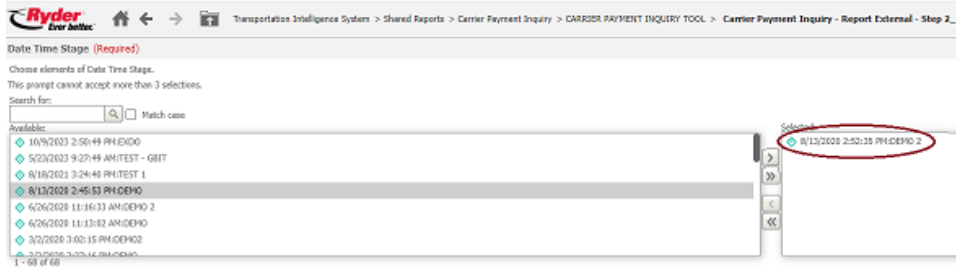 Ryder
Ever better.
Transportation Intelligence System > Shared Reports > Carrier Payment Inquiry > CARRIER PAYMENT INQUIRY TOOL > Carrier Payment Inquiry - Report External - Step 2_
Date Time Stage (Required)
Choose elements of Date Time Stage.
This prompt cannot accept more than 3 selections.
Search for:
Match case
Available:
Selected:
10/9/2023 2:50:49 PM:EXDO
5/23/2023 9:27:49 AM:TEST - GBIT
8/18/2021 3:24:40 PM:TEST 1
8/13/2020 2:45:53 PM:DEMO
6/26/2020 11:16:33 AM:DEMO 2
6/26/2020 11:13:02 AM:DEMO
3/2/2020 3:02:15 PM:DEMO2
8/13/2020 2:52:35 PM:DEMO 2
1 - 68 of 68